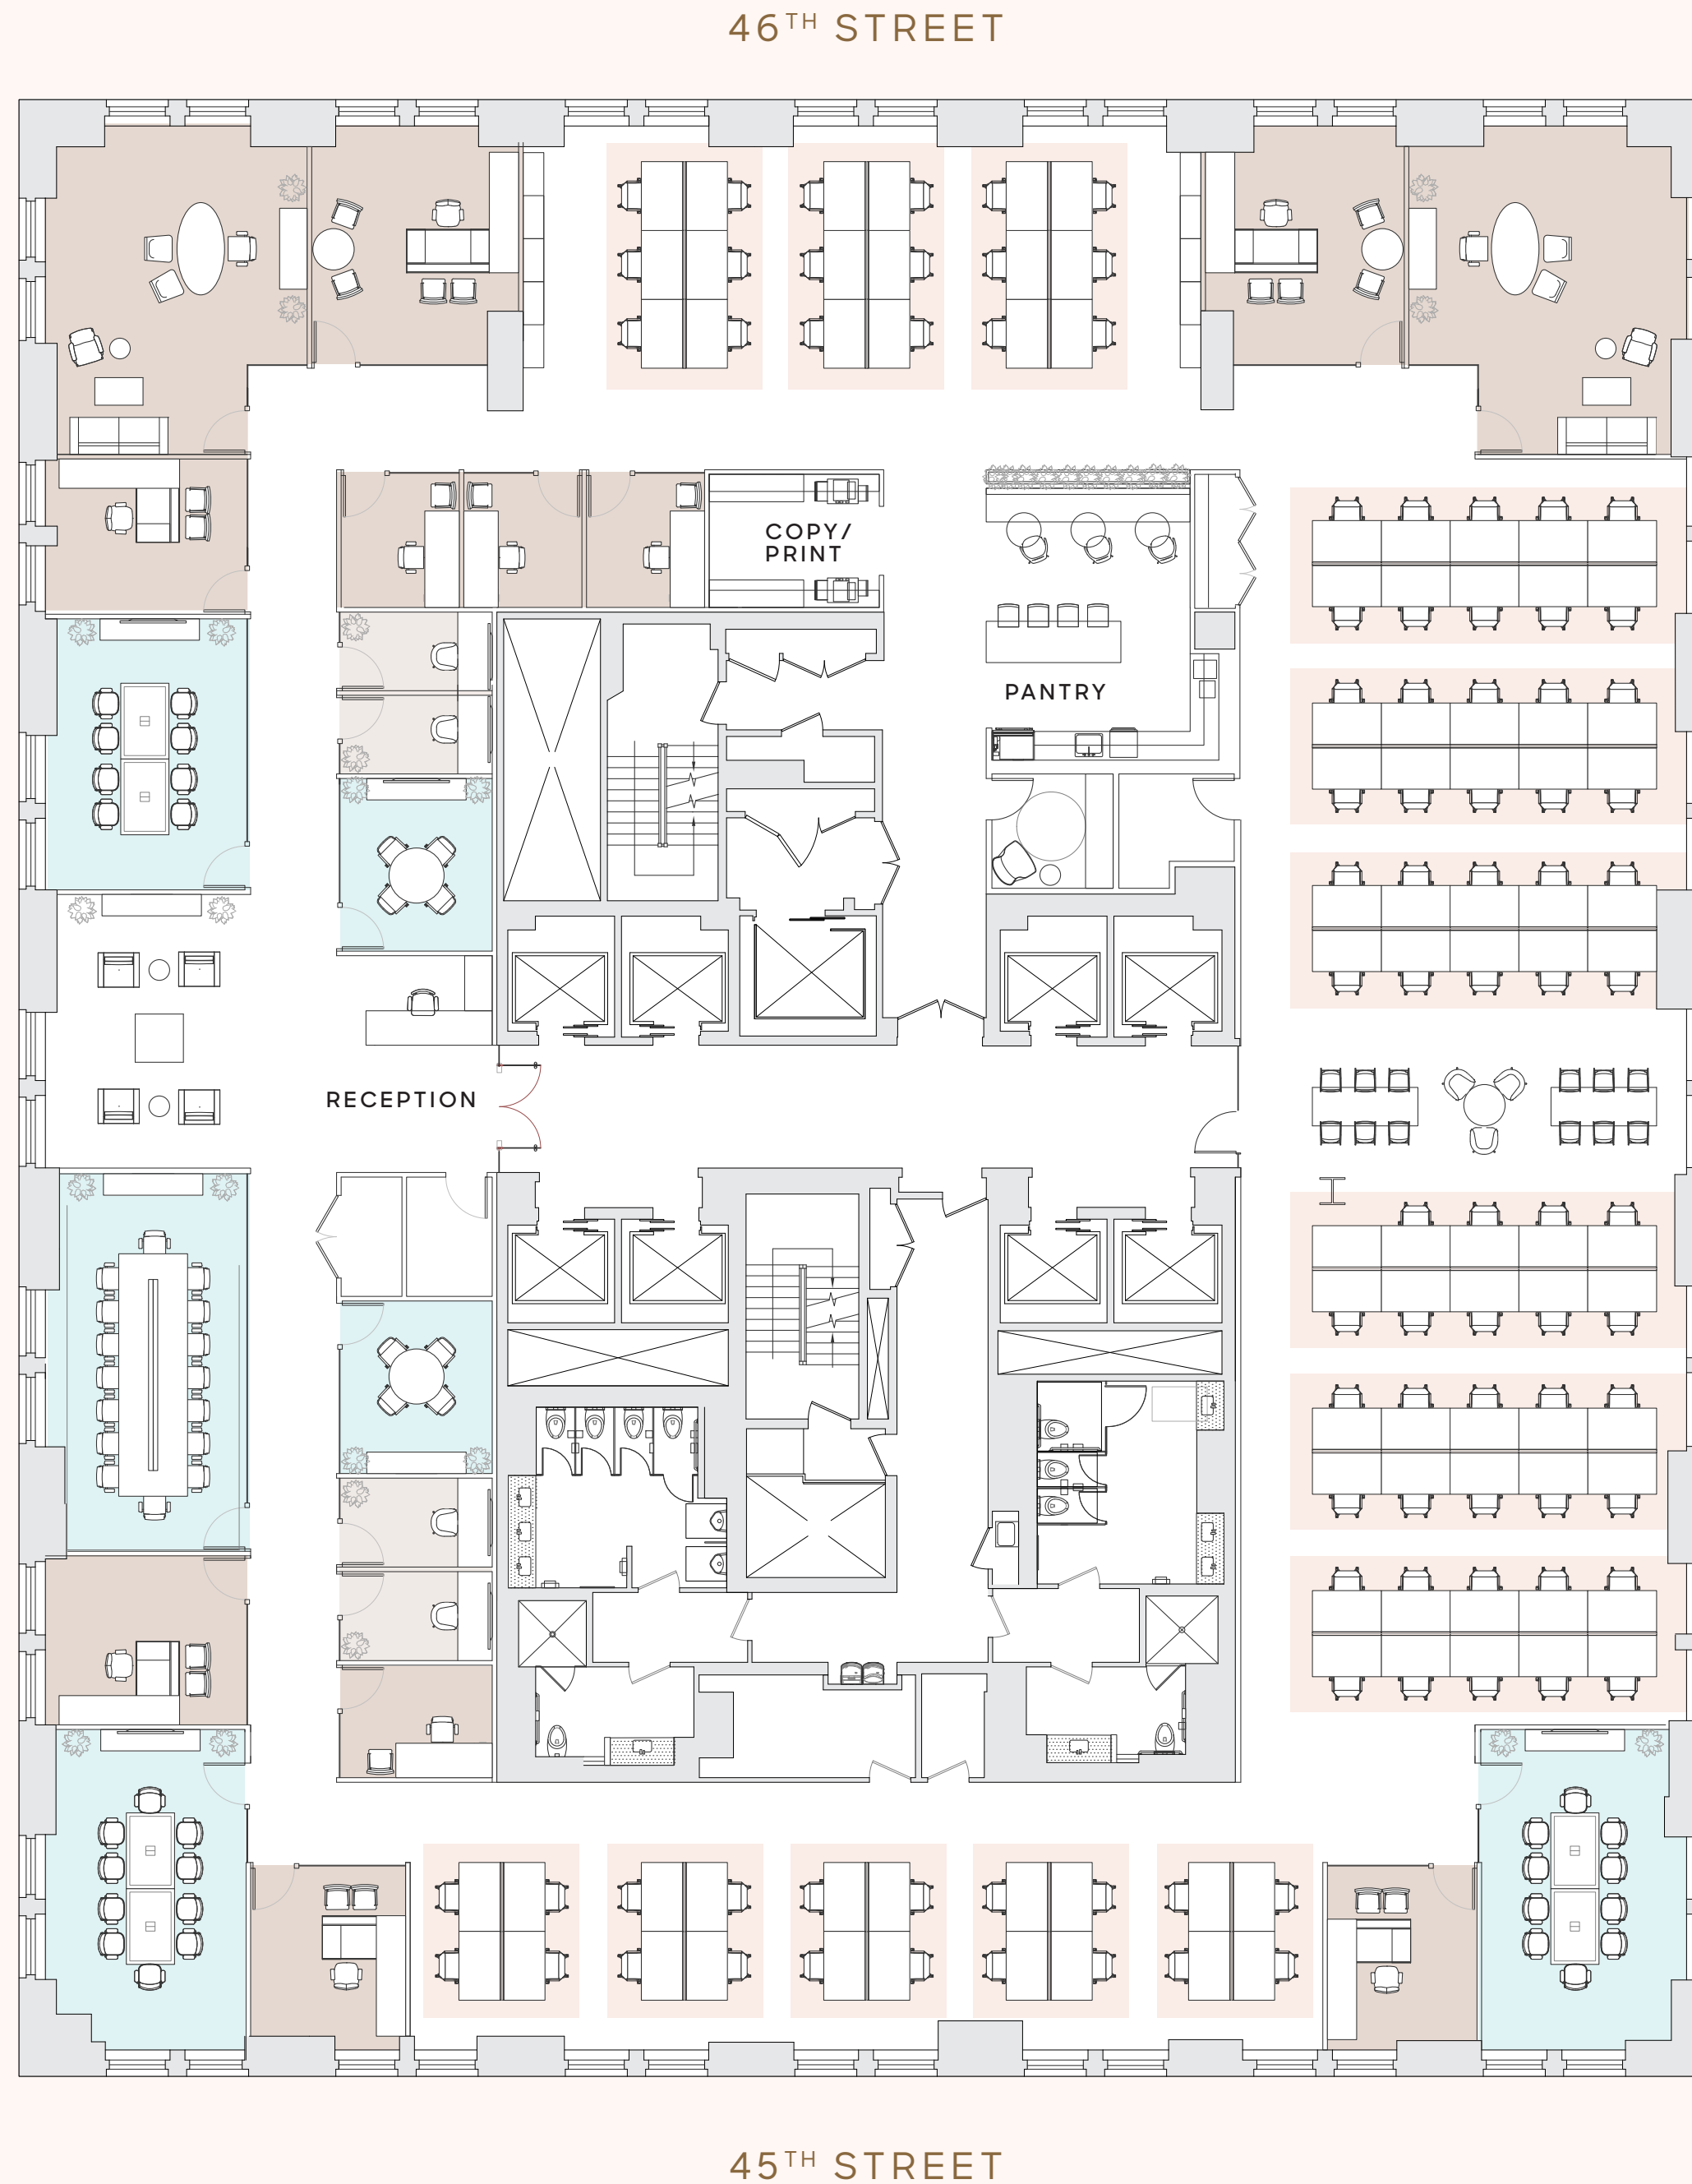 46TH STREET
COPY/
PRINT
PANTRY
RECEPTION
45TH STREET